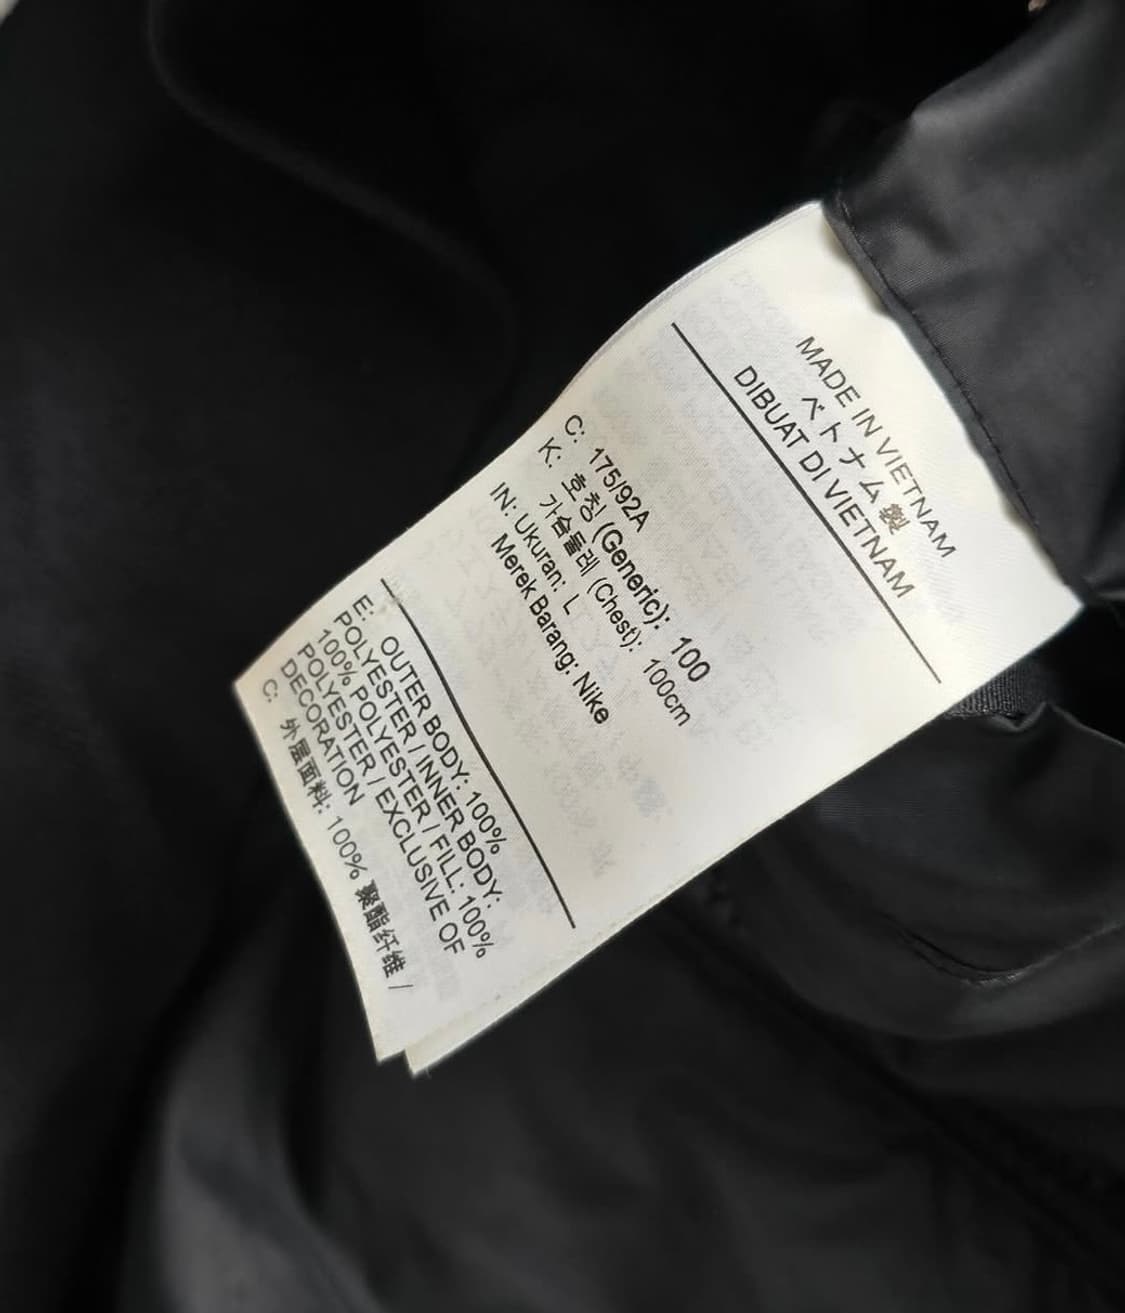 MADE IN VIETNAM
ベトナム製
DIBUAT DI VIETNAM
C: 175/92A
K: 호칭 (Generic): 100
가슴둘레 (Chest): 100cm
IN: Ukuran: L
Merek Barang: Nike
E: OUTER BODY: 100%
POLYESTER / INNER BODY:
100% POLYESTER / FILL: 100%
POLYESTER / EXCLUSIVE OF
DECORATION
C: 外层面料: 100% 聚酯纤维 /